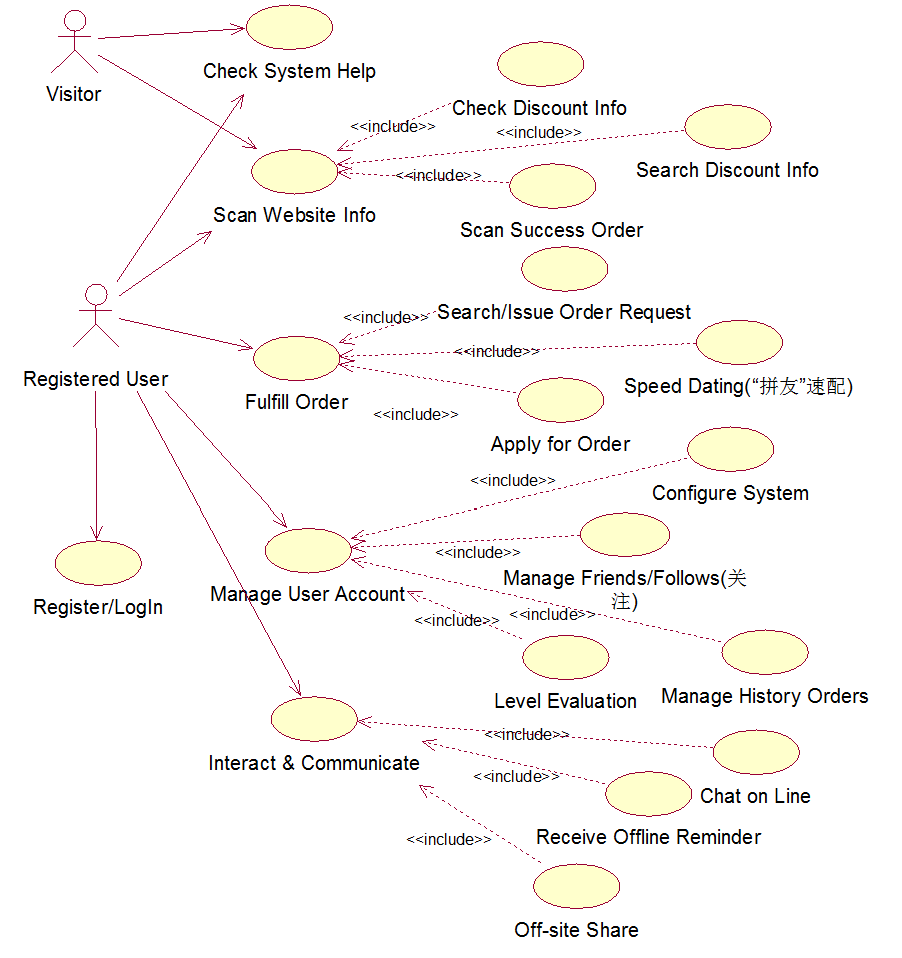 Check System Help
Visitor
Check Discount Info
<<include>>
<<include>>
Search Discount Info
<<include>>
Scan Website Info
Scan Success Order
Search/Issue Order Request
<<include>>
<<include>>
Registered User
Speed Dating(“拼友”速配)
Fulfill Order
<<include>>
Apply for Order
<<include>>
Configure System
<<include>>
Manage Friends/Follows(关
注)
Manage User Account
Register/LogIn
<<include>>
<<include>>
Level Evaluation
Manage History Orders
<<include>>
Interact & Communicate
<<include>>
Chat on Line
Receive Offline Reminder
<<include>>
Off-site Share